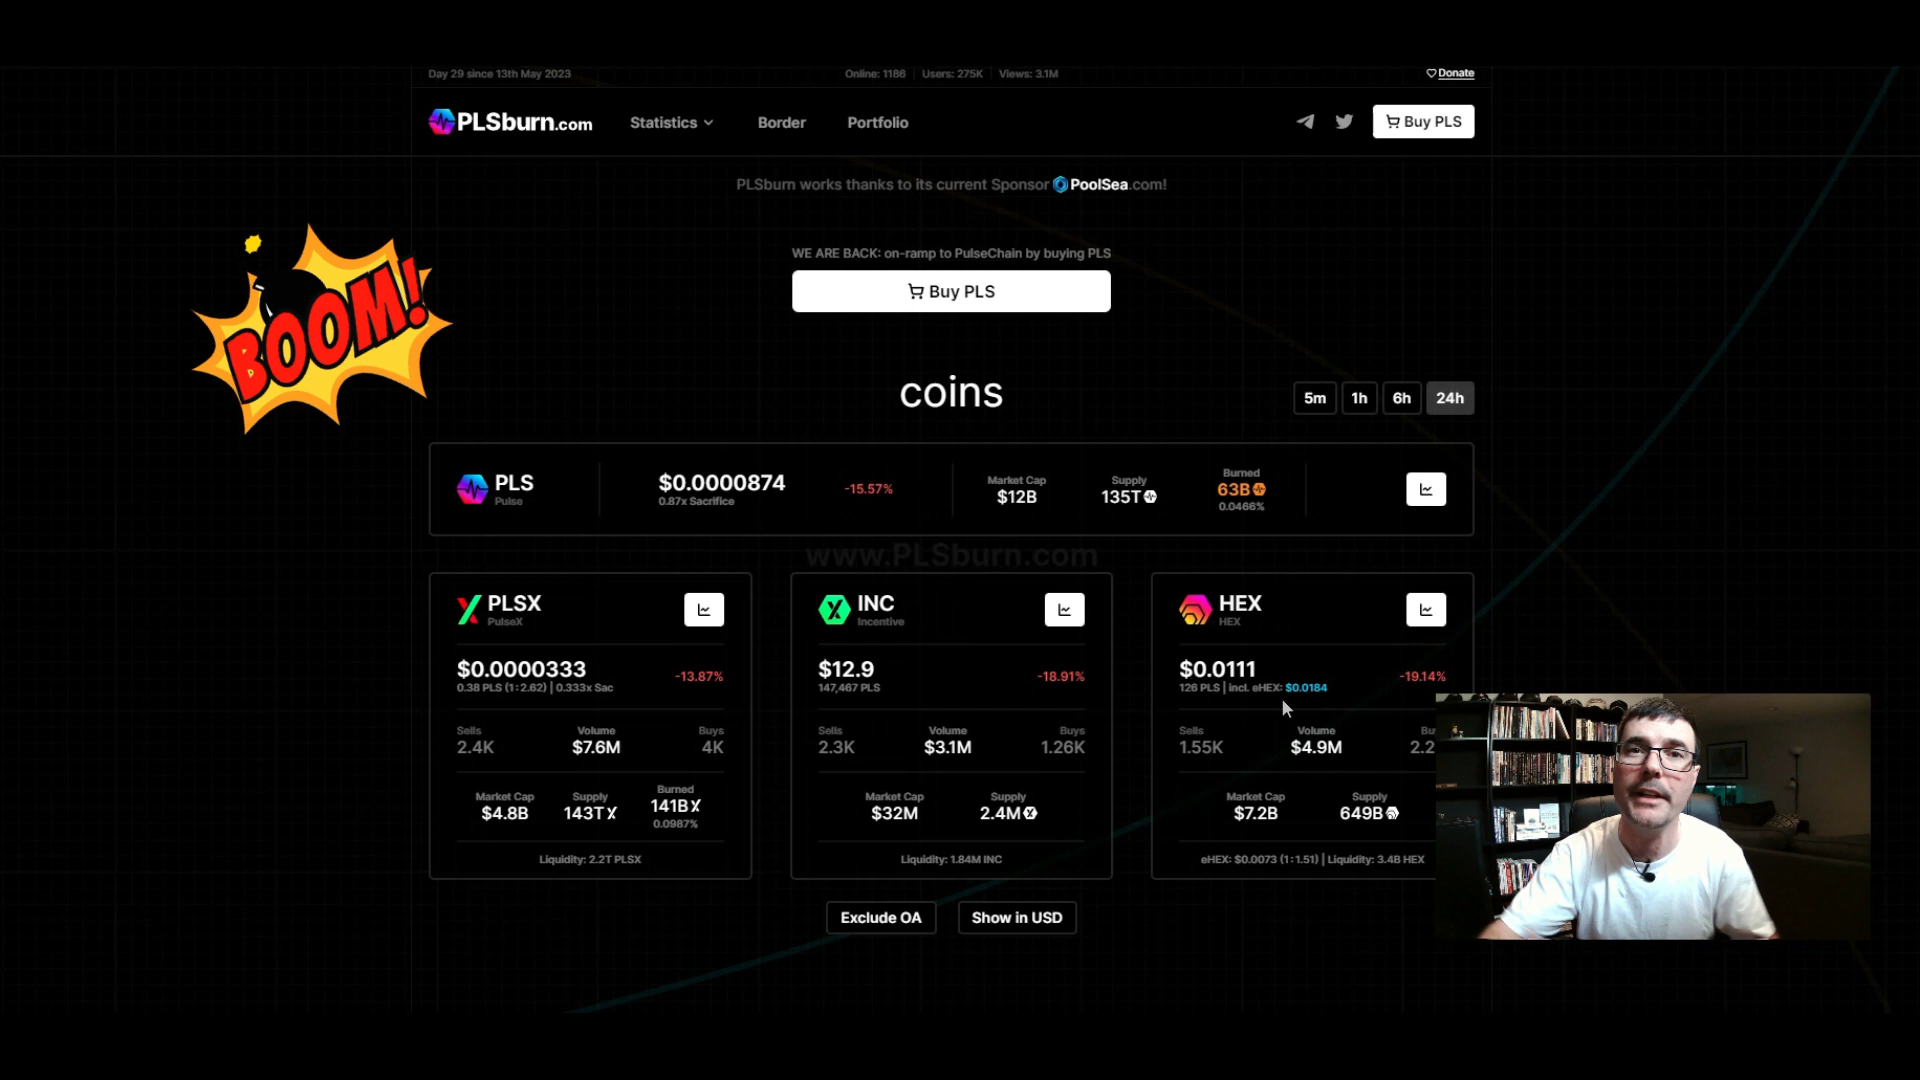 Day 29 since 13th May 2023
Online: 1186 | Users: 275K | Views: 3.1M
Donate
PLSburn.com
Statistics
Border
Portfolio
Buy PLS
PLSburn works thanks to its current Sponsor PoolSea.com!
WE ARE BACK: on-ramp to PulseChain by buying PLS
Buy PLS
BOOM!
coins
5m 1h 6h 24h
PLS
Pulse
$0.0000874
0.87x Sacrifice
-15.57%
Market Cap
$12B
Supply
135T
Burned
63B
0.0466%
www.PLSburn.com
PLSX
PulseX
$0.0000333
0.38 PLS (1:2.62) | 0.333x Sac
-13.87%
Sells
2.4K
Volume
$7.6M
Buys
4K
Market Cap
$4.8B
Supply
143T
Burned
141B
0.0987%
Liquidity: 2.2T PLSX
INC
Incentive
$12.9
147,467 PLS
-18.91%
Sells
2.3K
Volume
$3.1M
Buys
1.26K
Market Cap
$32M
Supply
2.4M
Liquidity: 1.84M INC
HEX
HEX
$0.0111
126 PLS | incl. eHEX: $0.0184
-19.14%
Sells
1.55K
Volume
$4.9M
Bu
2.2
Market Cap
$7.2B
Supply
649B
eHEX: $0.0073 (1:1.51) | Liquidity: 3.4B HEX
Exclude OA
Show in USD